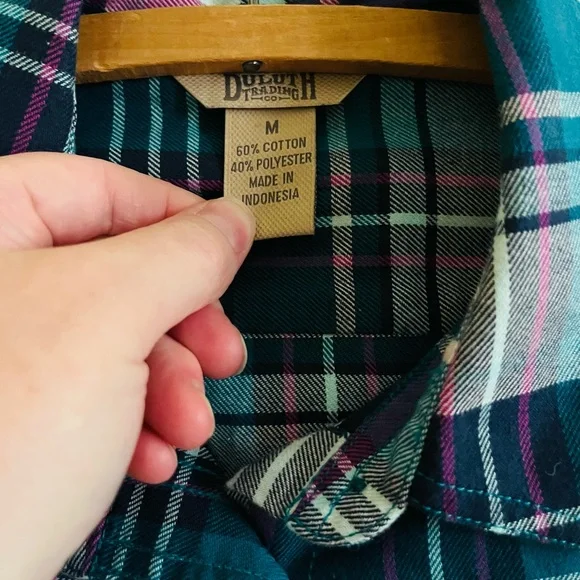 DULUTH
TRADING
CO
M
60% COTTON
40% POLYESTER
MADE IN
INDONESIA